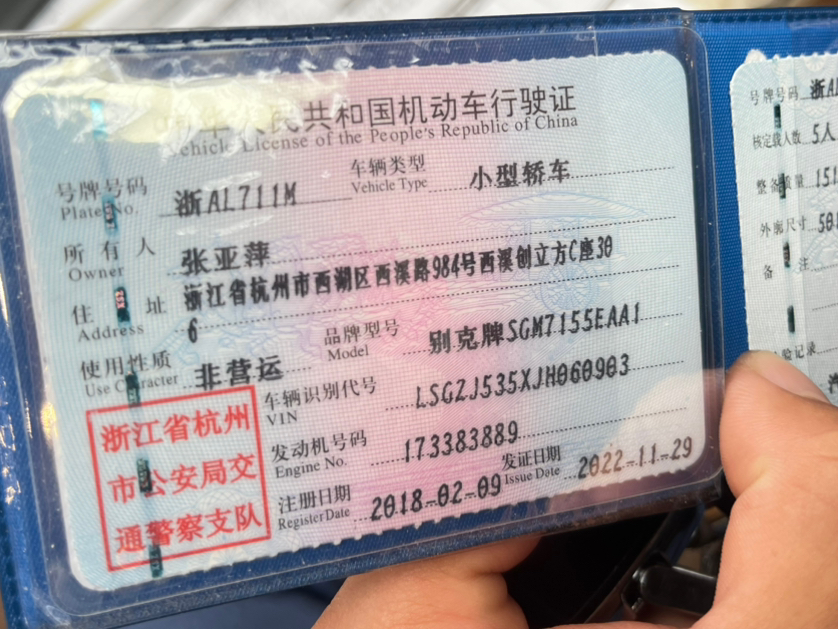 中华人民共和国机动车行驶证
Vehicle License of the People's Republic of China
号牌号码 浙AL711M 车辆类型 小型轿车
Plate No. Vehicle Type
所有人 张亚萍
Owner
住址 浙江省杭州市西湖区西溪路984号西溪创立方C座30
Address 6
使用性质 非营运 品牌型号 别克牌SGM7155EAA1
Use Character Model
车辆识别代号 LSGZJ535XJH060903
VIN
发动机号码 173383889
Engine No.
注册日期 2018-02-09 发证日期 2022-11-29
Register Date Issue Date
浙江省杭州
市公安局交
通警察支队
号牌号码 浙AL
核定载人数 5人
整备质量 151
外廓尺寸 50
备注
检验记录